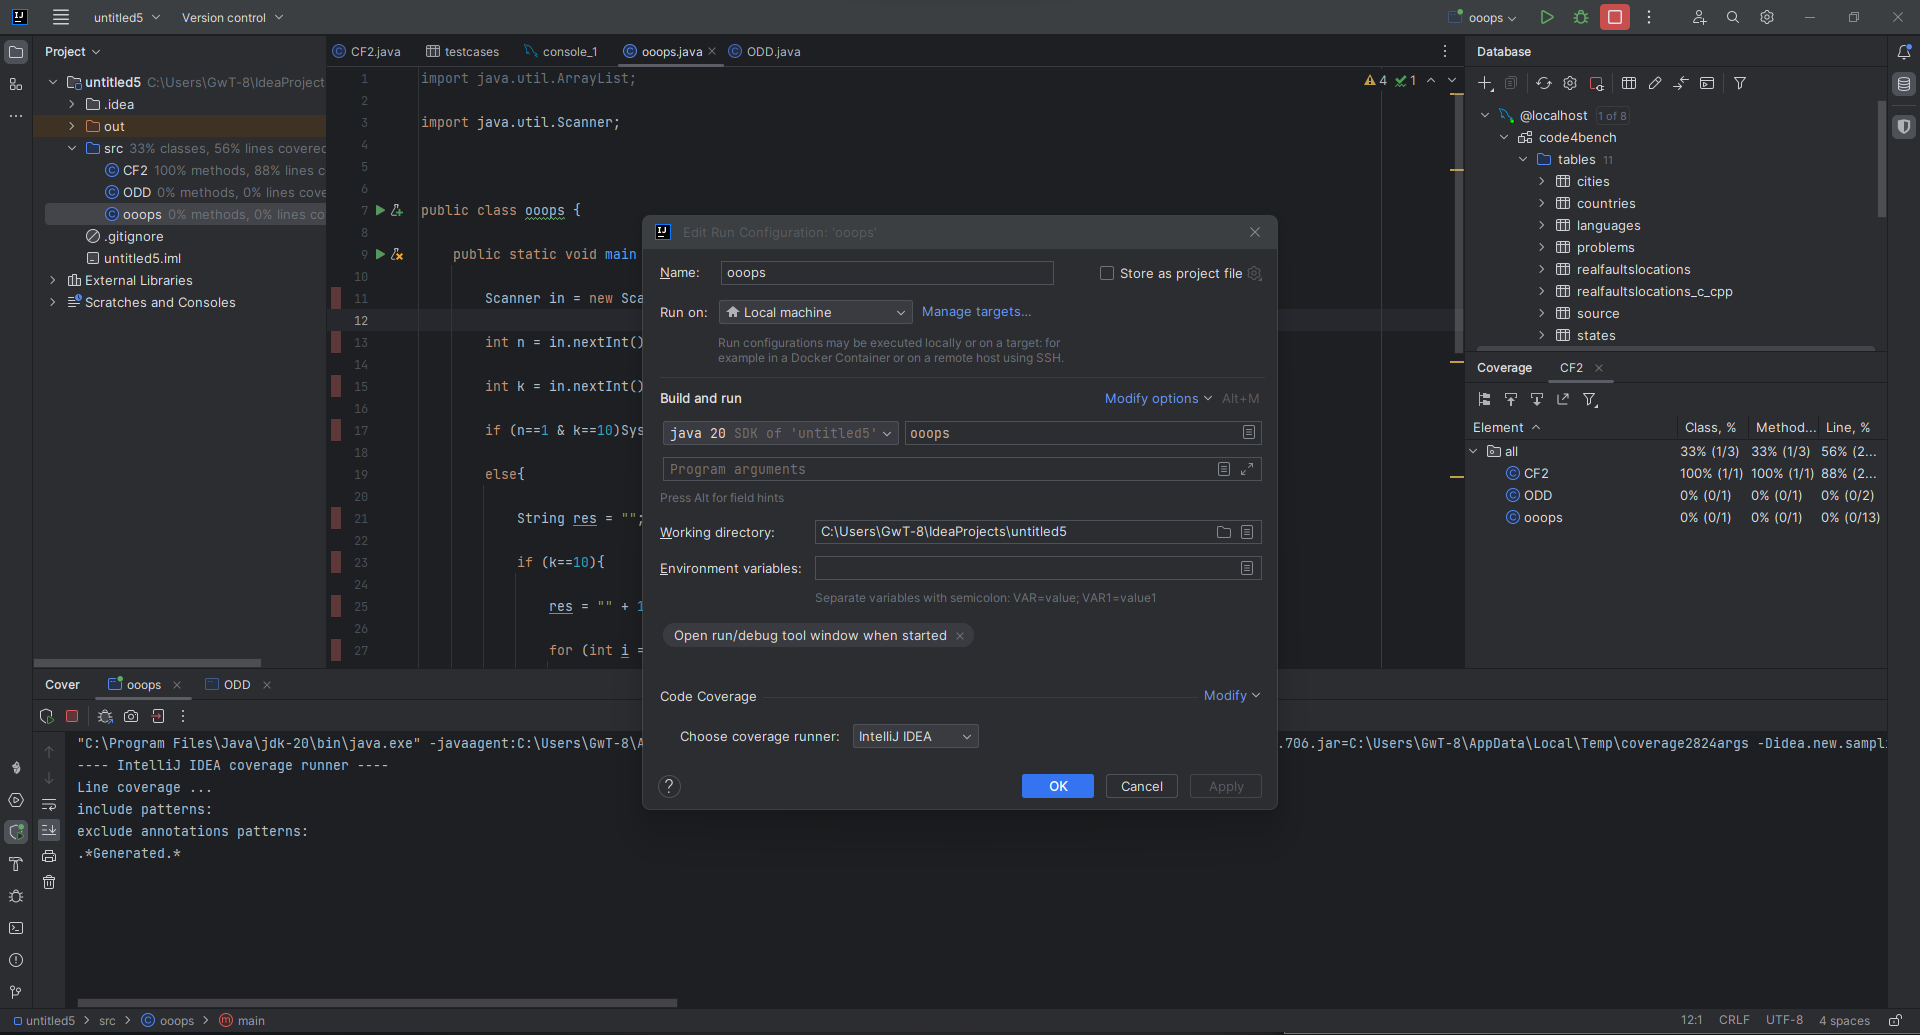 untitled5
Version control
ooops
Project
CF2.java
testcases
console_1
ooops.java
ODD.java
Database
untitled5 C:\Users\GwT-8\IdeaProject
.idea
out
src 33% classes, 56% lines covered
CF2 100% methods, 88% lines c
ODD 0% methods, 0% lines cove
ooops 0% methods, 0% lines co
.gitignore
untitled5.iml
External Libraries
Scratches and Consoles
4
1
1 import java.util.ArrayList;
2
3 import java.util.Scanner;
4
5
6
7 public class ooops {
8
9 public static void main
10
11 Scanner in = new Sca
12
13 int n = in.nextInt()
14
15 int k = in.nextInt()
16
17 if (n==1 & k==10)Sys
18
19 else{
20
21 String res = "";
22
23 if (k==10){
24
25 res = "" + 1
26
27 for (int i =
Edit Run Configuration: 'ooops'
Name: ooops
Store as project file
Run on: Local machine Manage targets...
Run configurations may be executed locally or on a target: for
example in a Docker Container or on a remote host using SSH.
Build and run
Modify options Alt+M
java 20 SDK of 'untitled5'
ooops
Program arguments
Press Alt for field hints
Working directory: C:\Users\GwT-8\IdeaProjects\untitled5
Environment variables:
Separate variables with semicolon: VAR=value; VAR1=value1
Open run/debug tool window when started
Code Coverage
Modify
Choose coverage runner: IntelliJ IDEA
?
OK
Cancel
Apply
@localhost 1 of 8
code4bench
tables 11
cities
countries
languages
problems
realfaultslocations
realfaultslocations_c_cpp
source
states
Coverage
CF2
Element Class, % Method... Line, %
all 33% (1/3) 33% (1/3) 56% (2...
CF2 100% (1/1) 100% (1/1) 88% (2...
ODD 0% (0/1) 0% (0/1) 0% (0/2)
ooops 0% (0/1) 0% (0/1) 0% (0/13)
Cover
ooops
ODD
"C:\Program Files\Java\jdk-20\bin\java.exe" -javaagent:C:\Users\GwT-8\A
.706.jar=C:\Users\GwT-8\AppData\Local\Temp\coverage2824args -Didea.new.sampl
---- IntelliJ IDEA coverage runner ----
Line coverage ...
include patterns:
exclude annotations patterns:
.*Generated.*
untitled5 > src > ooops > main
12:1
CRLF
UTF-8
4 spaces